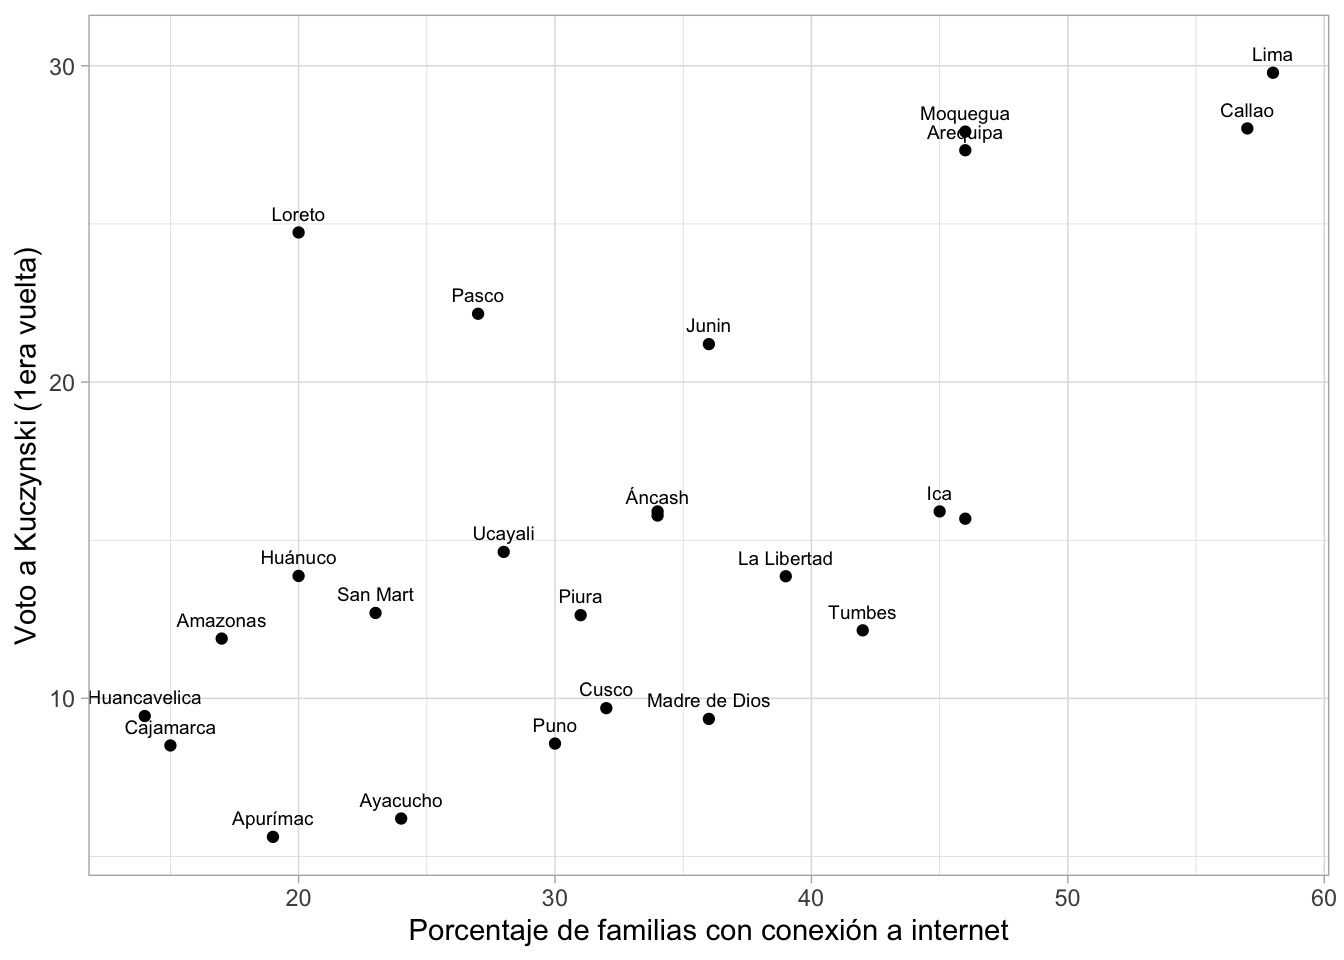 30
20
10
Lima
Callao
Moquegua
Arequipa
Loreto
Pasco
Junin
Áncash
Ica
Ucayali
Huánuco
La Libertad
San Mart
Piura
Amazonas
Tumbes
Huancavelica
Cusco
Madre de Dios
Cajamarca
Puno
Ayacucho
Apurímac
20 30 40 50 60
Porcentaje de familias con conexión a internet
Voto a Kuczynski (1era vuelta)